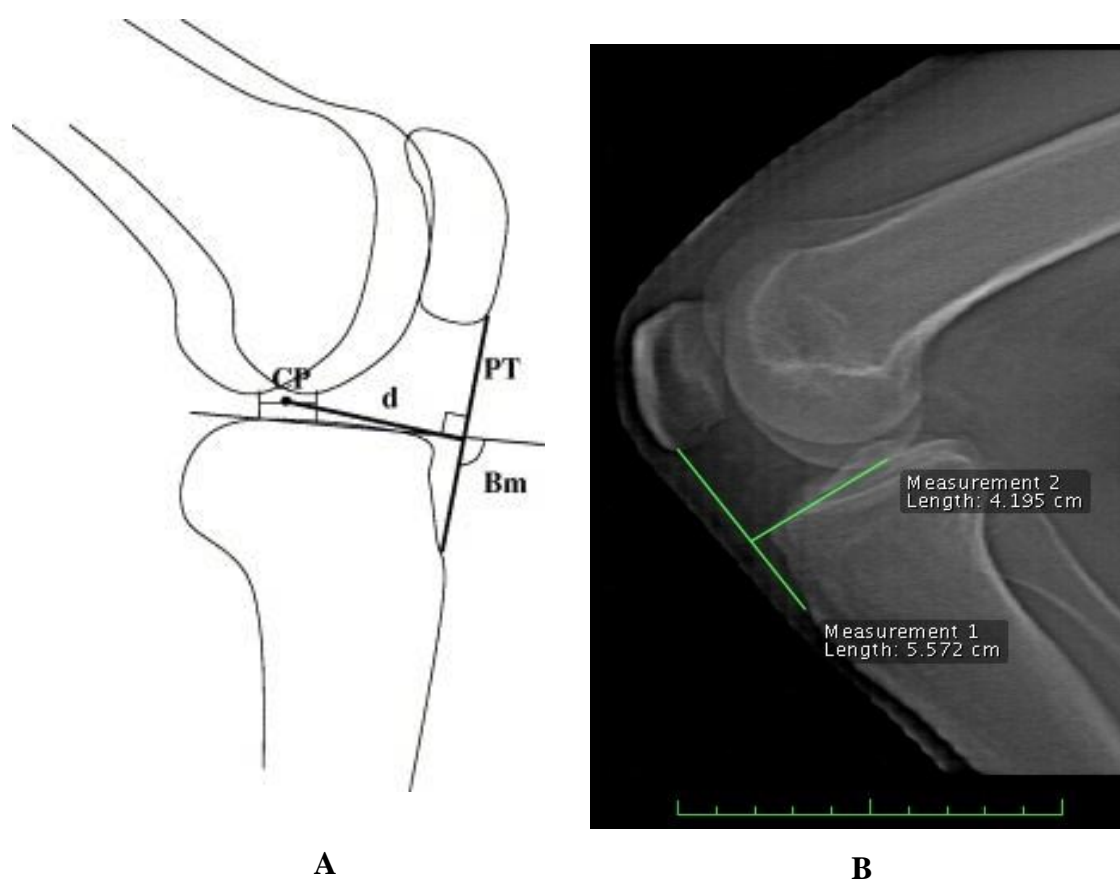 CP
PT
d
Bm
Measurement 2
Length: 4.195 cm
Measurement 1
Length: 5.572 cm
A
B